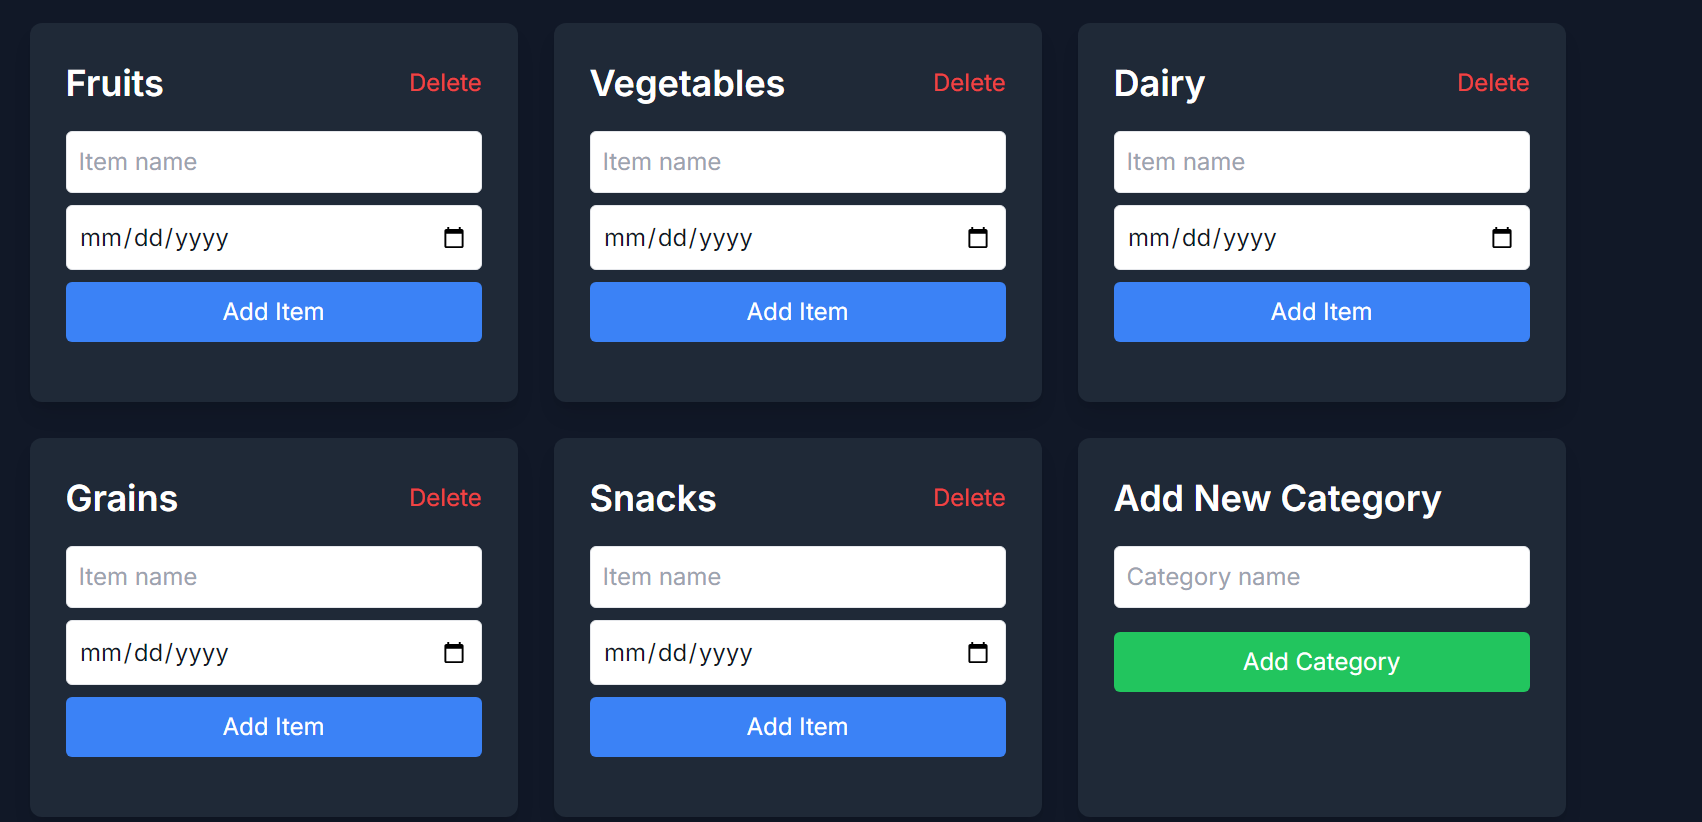 Fruits
Delete
Item name
mm/dd/yyyy
Add Item
Vegetables
Delete
Item name
mm/dd/yyyy
Add Item
Dairy
Delete
Item name
mm/dd/yyyy
Add Item
Grains
Delete
Item name
mm/dd/yyyy
Add Item
Snacks
Delete
Item name
mm/dd/yyyy
Add Item
Add New Category
Category name
Add Category